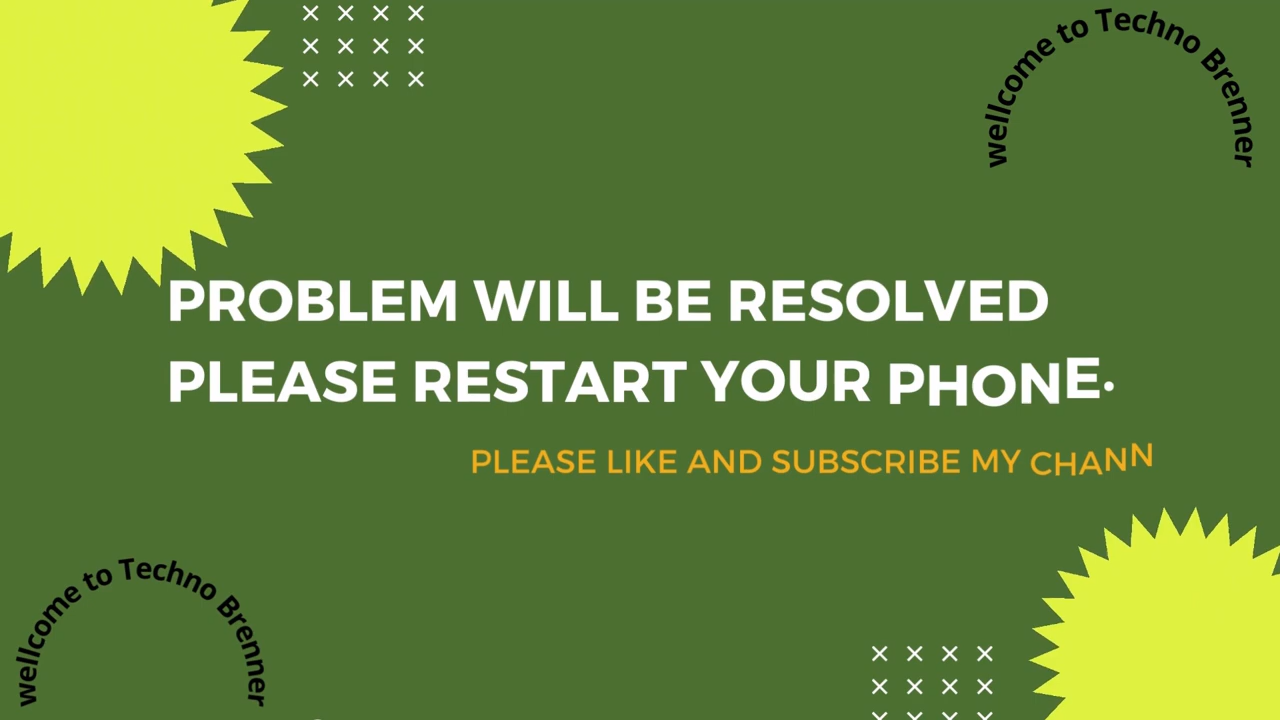 wellcome to Techno Brenner
PROBLEM WILL BE RESOLVED
PLEASE RESTART YOUR PHONE.
PLEASE LIKE AND SUBSCRIBE MY CHANN
wellcome to Techno Brenner